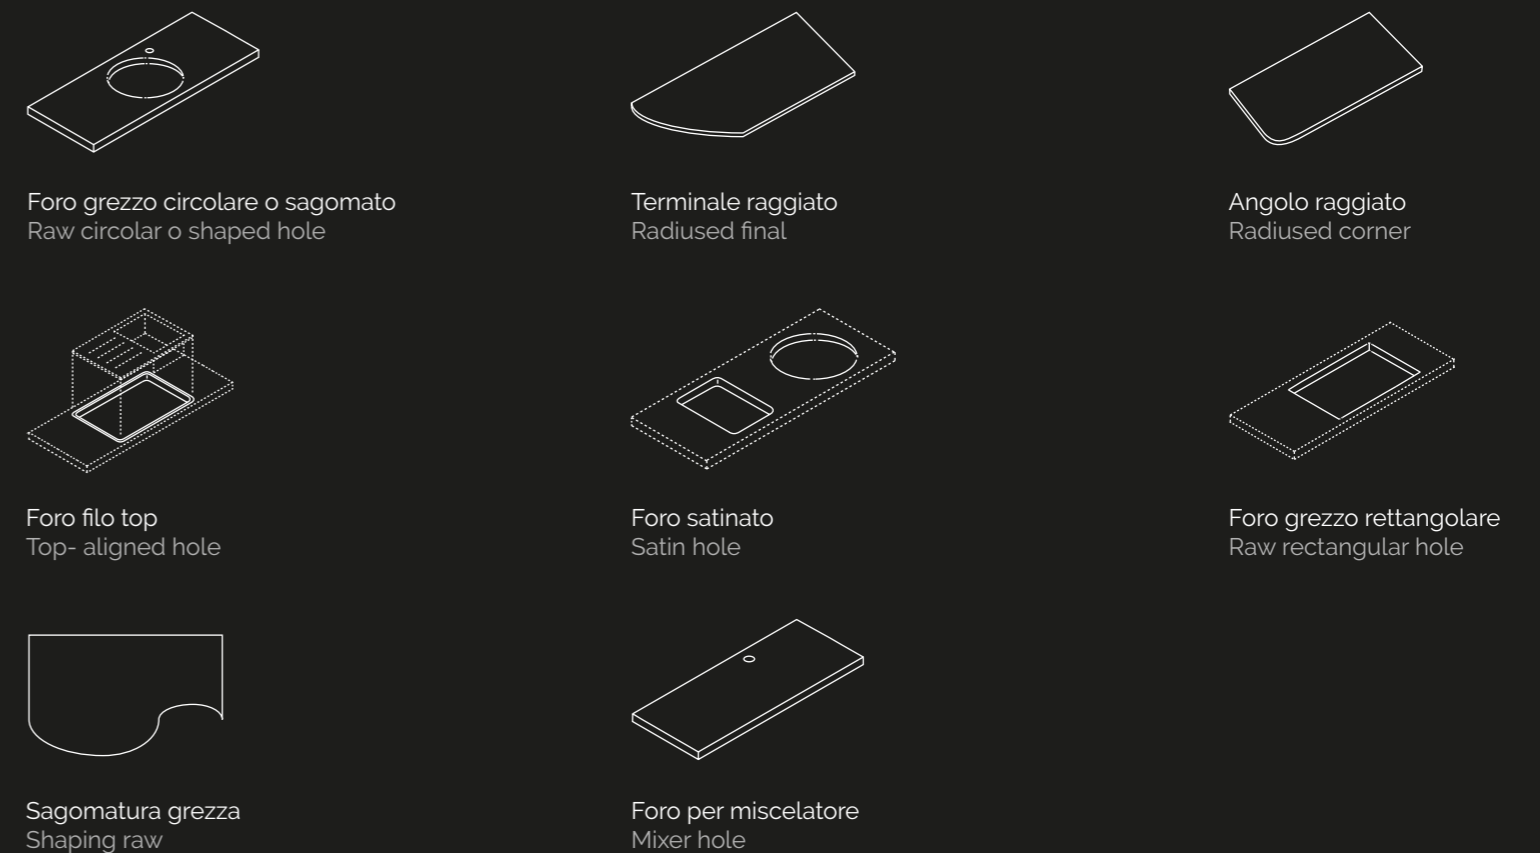 Foro grezzo circolare o sagomato
Raw circolar o shaped hole
Terminale raggiato
Radiused final
Angolo raggiato
Radiused corner
Foro filo top
Top- aligned hole
Foro satinato
Satin hole
Foro grezzo rettangolare
Raw rectangular hole
Sagomatura grezza
Shaping raw
Foro per miscelatore
Mixer hole